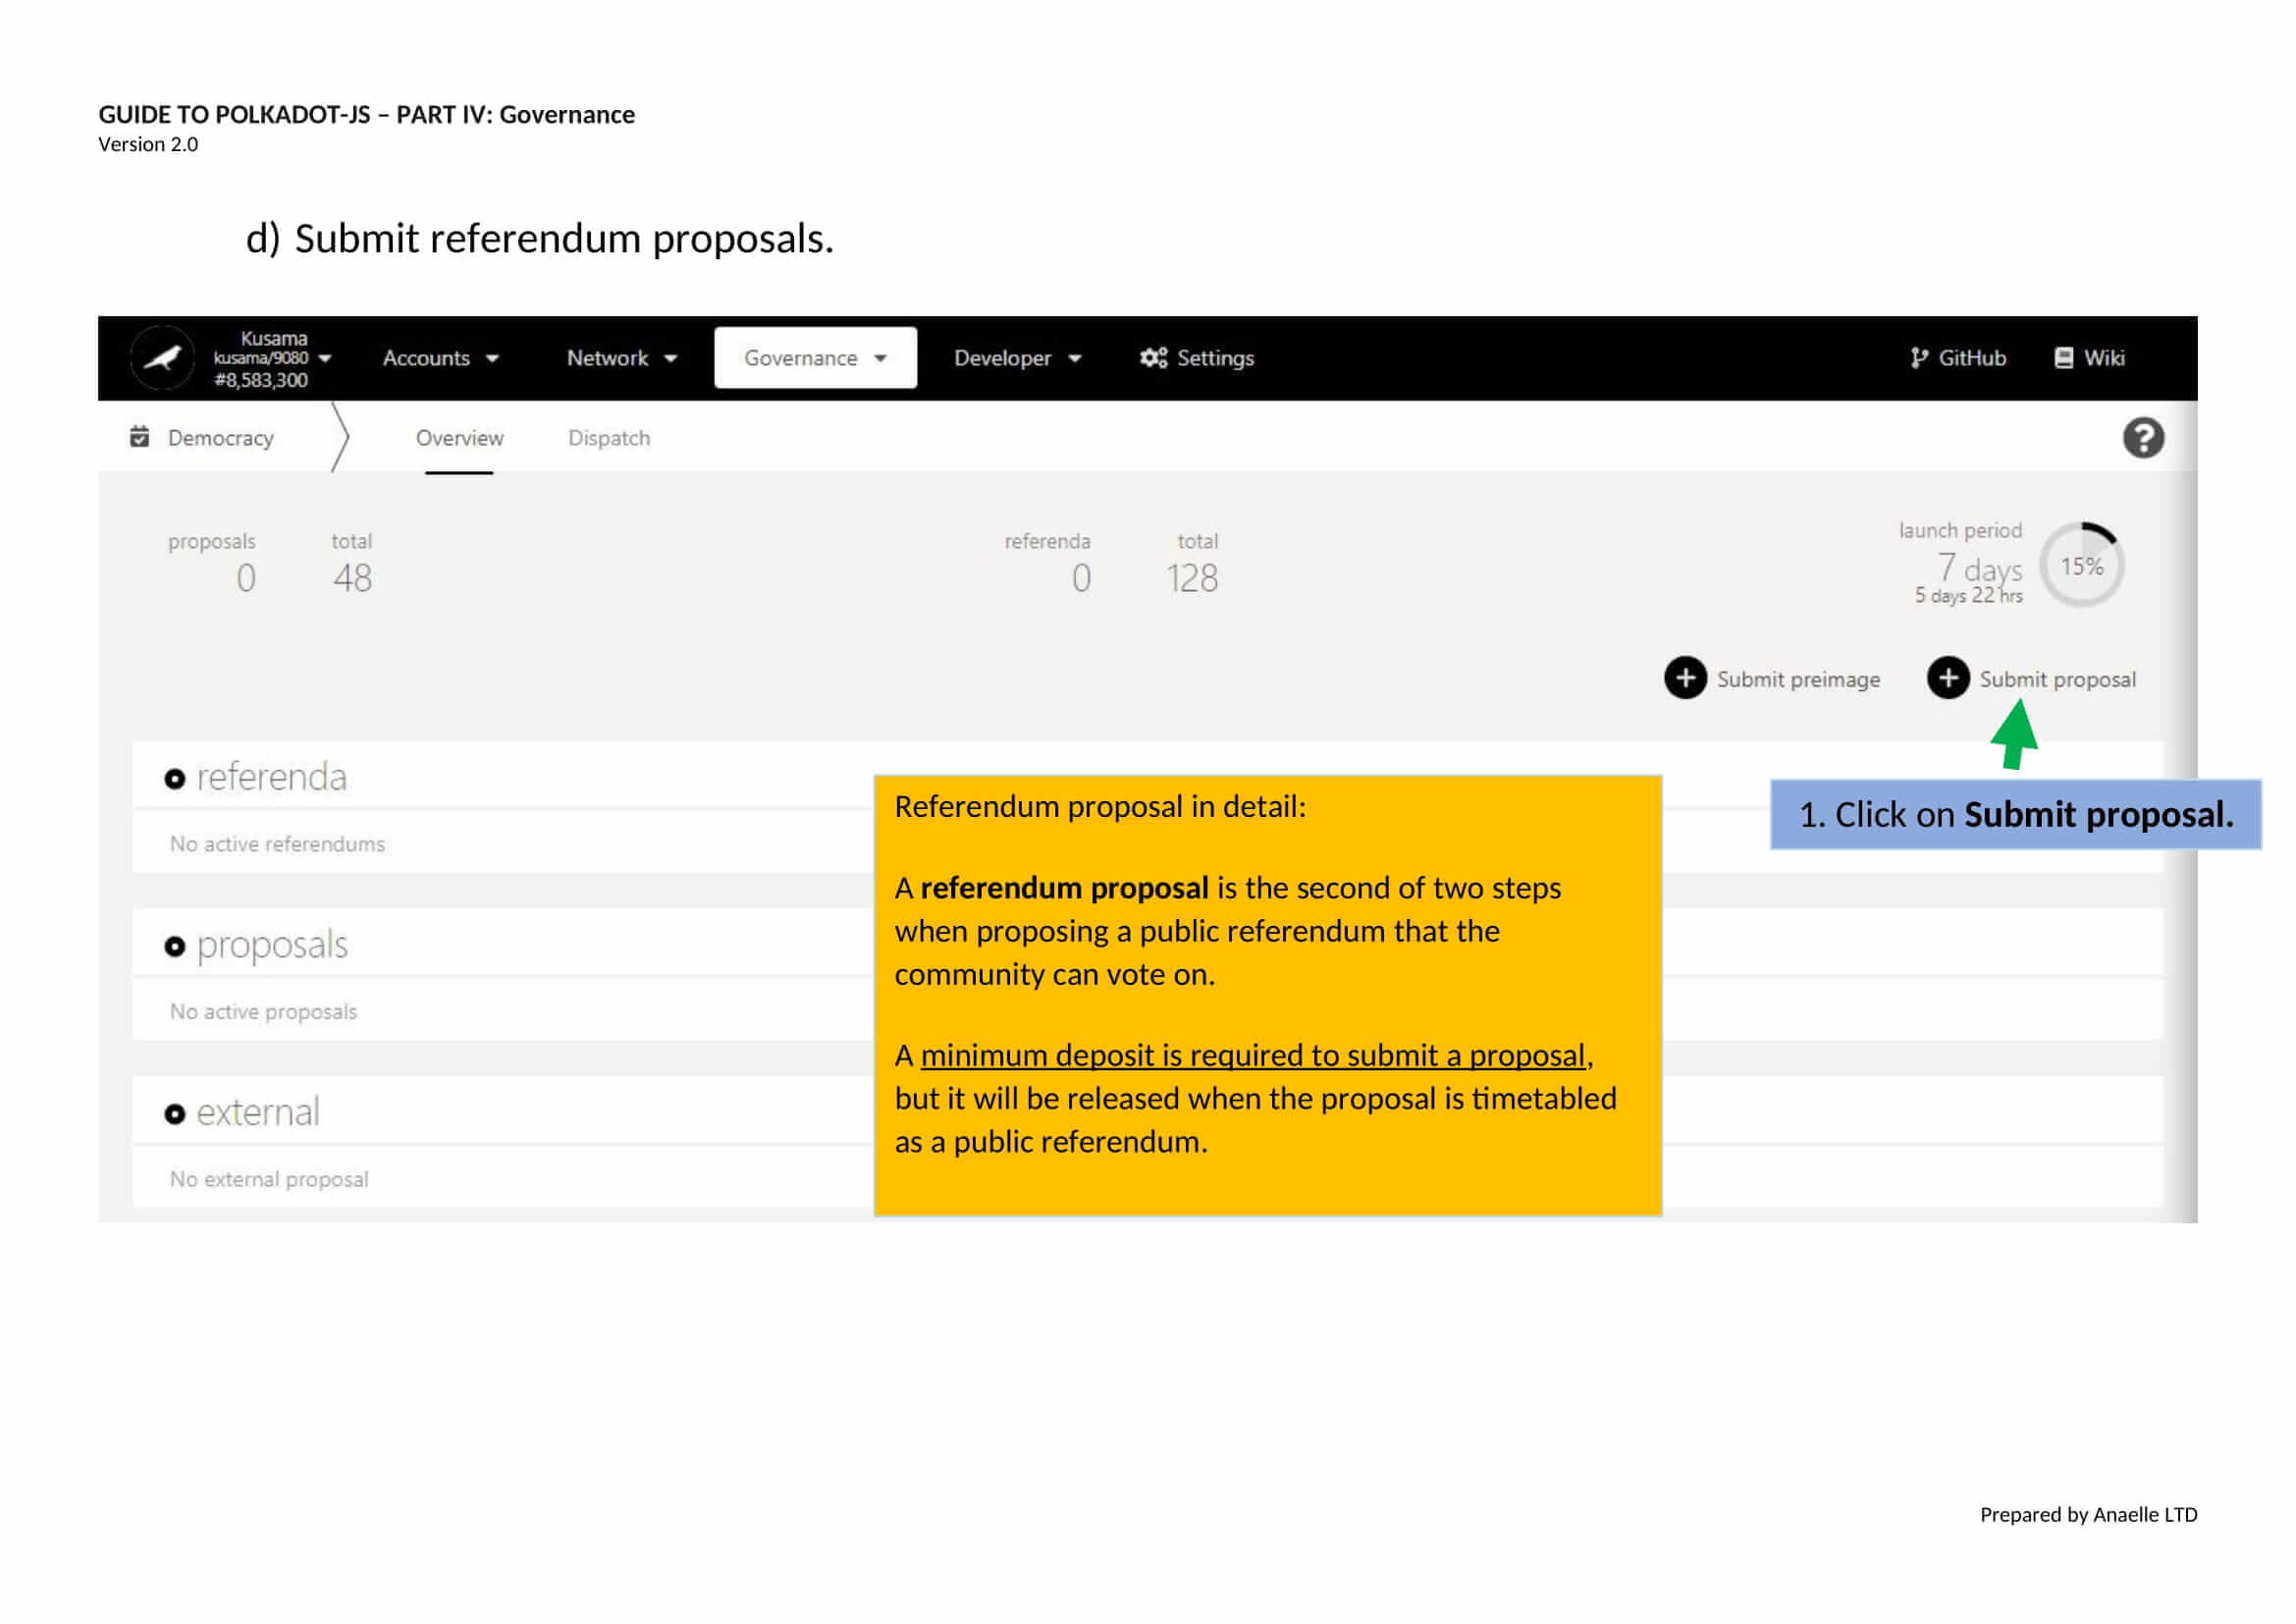 GUIDE TO POLKADOT-JS – PART IV: Governance
Version 2.0
d) Submit referendum proposals.
Kusama
kusama/9080
#8,583,300
Accounts
Network
Governance
Developer
Settings
GitHub
Wiki
Democracy
Overview
Dispatch
?
proposals
0
total
48
referenda
0
total
128
launch period
7 days
5 days 22 hrs
15%
Submit preimage
Submit proposal
1. Click on Submit proposal.
referenda
No active referendums
proposals
No active proposals
external
No external proposal
Referendum proposal in detail:
A referendum proposal is the second of two steps
when proposing a public referendum that the
community can vote on.
A minimum deposit is required to submit a proposal,
but it will be released when the proposal is timetabled
as a public referendum.
Prepared by Anaelle LTD